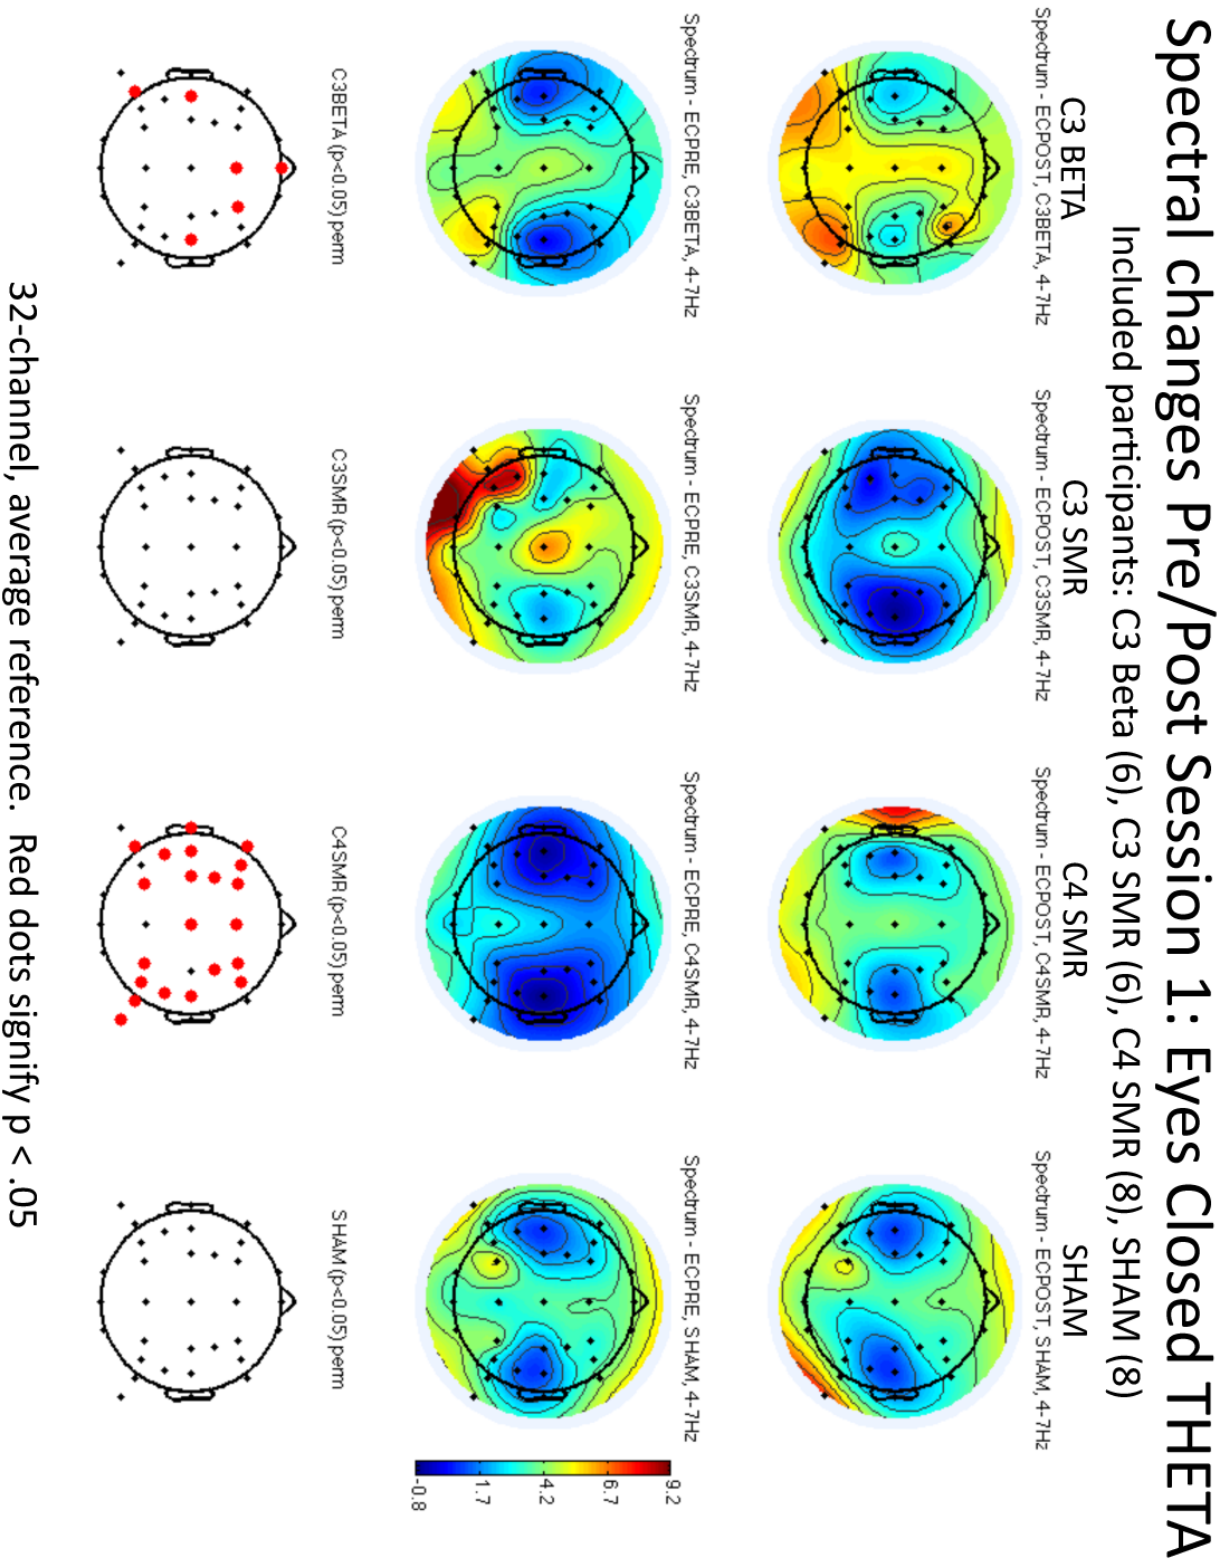 Spectral changes Pre/Post Session 1: Eyes Closed THETA
Included participants: C3 Beta (6), C3 SMR (6), C4 SMR (8), SHAM (8)
C3 BETA
C3 SMR
C4 SMR
SHAM
Spectrum - ECPOST, C3BETA, 4-7Hz
Spectrum - ECPOST, C3SMR, 4-7Hz
Spectrum - ECPOST, C4SMR, 4-7Hz
Spectrum - ECPOST, SHAM, 4-7Hz
Spectrum - ECPRE, C3BETA, 4-7Hz
Spectrum - ECPRE, C3SMR, 4-7Hz
Spectrum - ECPRE, C4SMR, 4-7Hz
Spectrum - ECPRE, SHAM, 4-7Hz
9.2
6.7
4.2
1.7
-0.8
C3BETA (p<0.05) perm
C3SMR (p<0.05) perm
C4SMR (p<0.05) perm
SHAM (p<0.05) perm
32-channel, average reference. Red dots signify p < .05